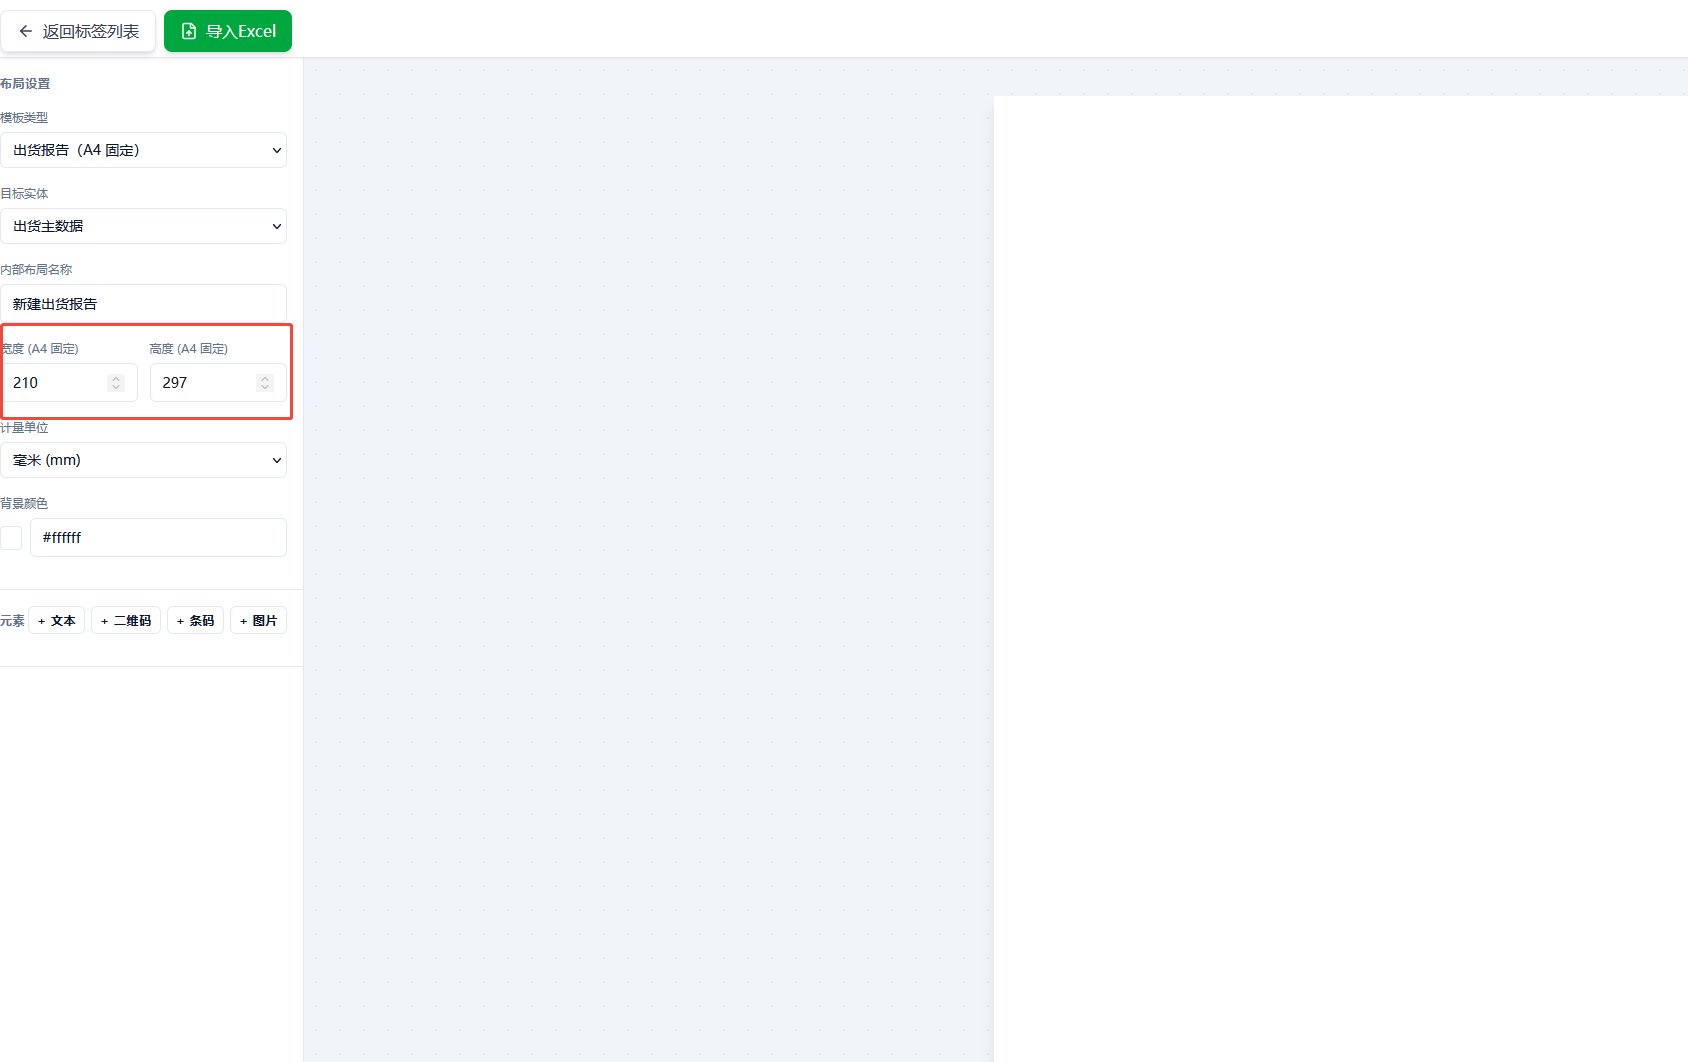 返回标签列表
导入Excel
布局设置
模板类型
出货报告（A4 固定）
目标实体
出货主数据
内部布局名称
新建出货报告
宽度 (A4 固定)
高度 (A4 固定)
210
297
计量单位
毫米 (mm)
背景颜色
#ffffff
元素
+ 文本
+ 二维码
+ 条码
+ 图片